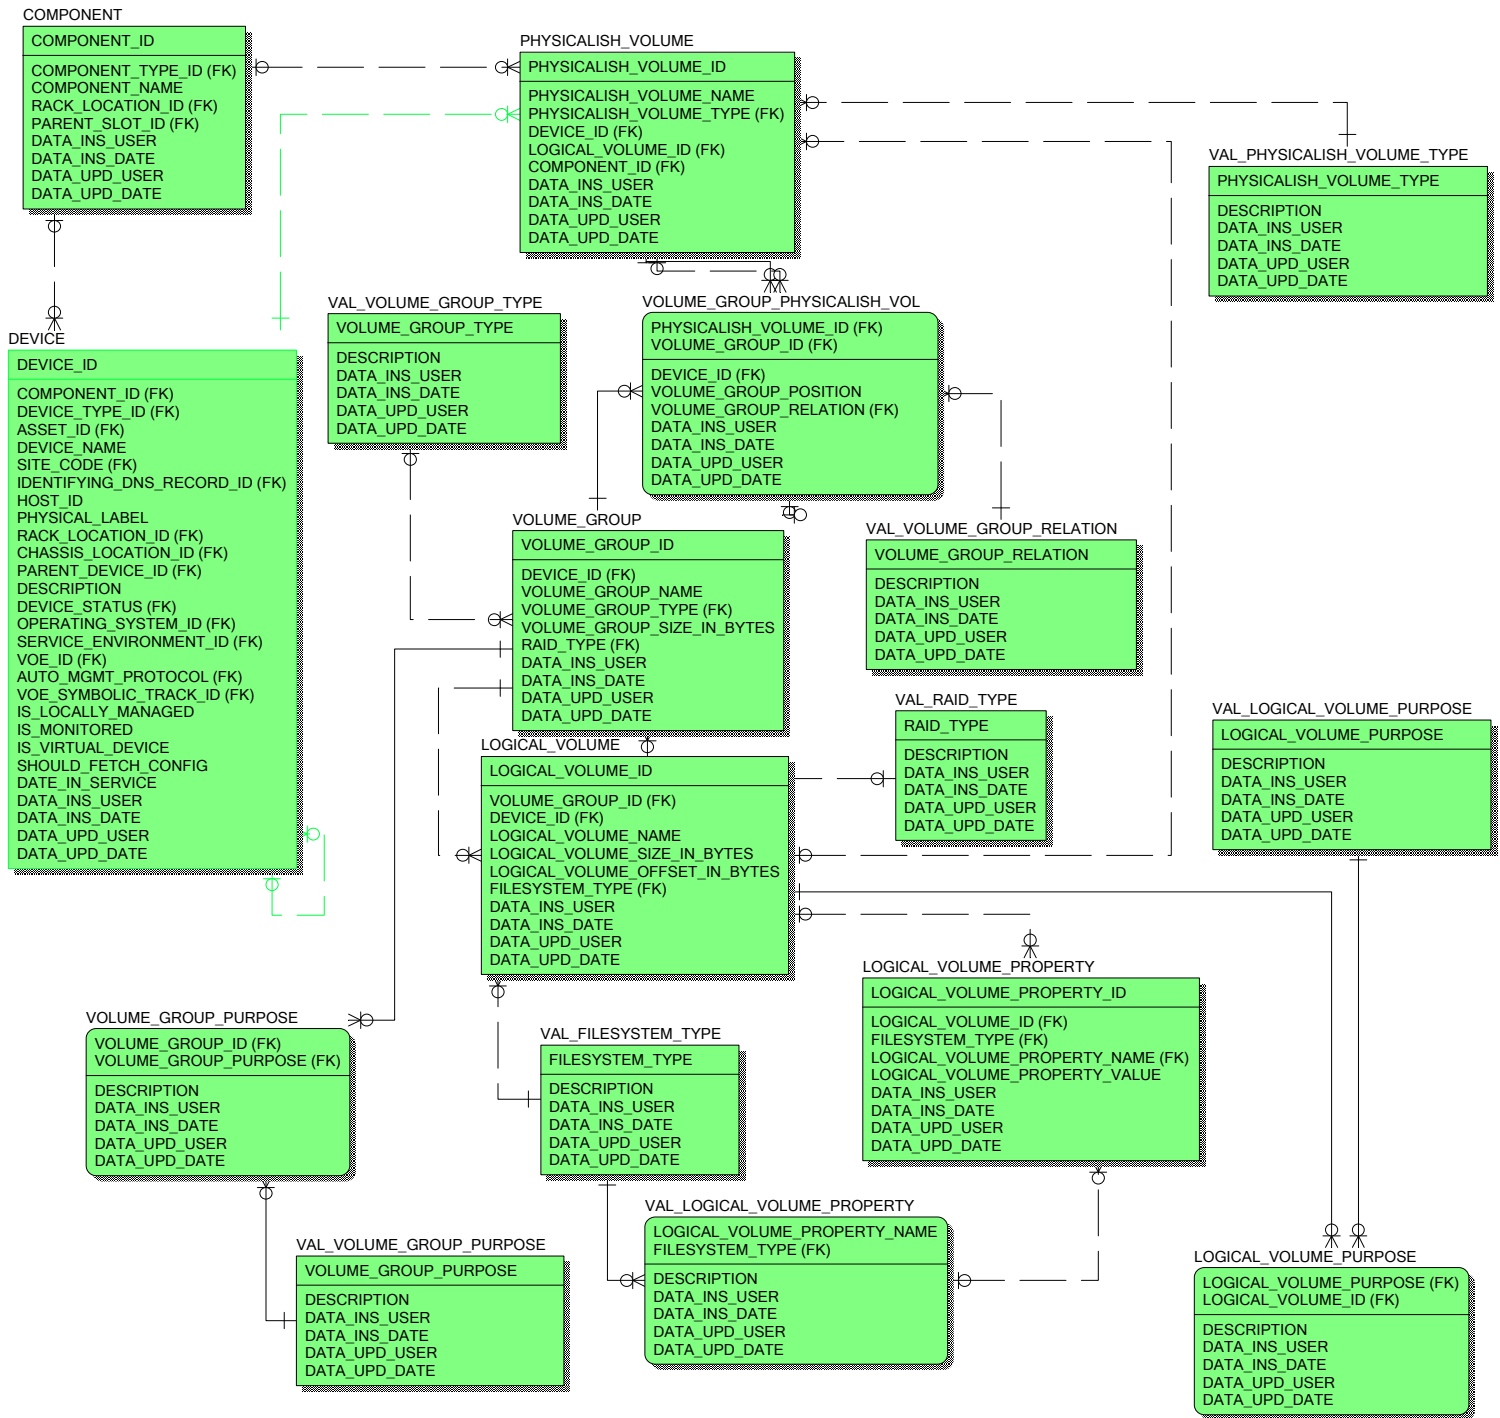 COMPONENT
COMPONENT_ID
COMPONENT_TYPE_ID (FK)
COMPONENT_NAME
RACK_LOCATION_ID (FK)
PARENT_SLOT_ID (FK)
DATA_INS_USER
DATA_INS_DATE
DATA_UPD_USER
DATA_UPD_DATE
PHYSICALISH_VOLUME
PHYSICALISH_VOLUME_ID
PHYSICALISH_VOLUME_NAME
PHYSICALISH_VOLUME_TYPE (FK)
DEVICE_ID (FK)
LOGICAL_VOLUME_ID (FK)
COMPONENT_ID (FK)
DATA_INS_USER
DATA_INS_DATE
DATA_UPD_USER
DATA_UPD_DATE
VAL_PHYSICALISH_VOLUME_TYPE
PHYSICALISH_VOLUME_TYPE
DESCRIPTION
DATA_INS_USER
DATA_INS_DATE
DATA_UPD_USER
DATA_UPD_DATE
DEVICE
DEVICE_ID
COMPONENT_ID (FK)
DEVICE_TYPE_ID (FK)
ASSET_ID (FK)
DEVICE_NAME
SITE_CODE (FK)
IDENTIFYING_DNS_RECORD_ID (FK)
HOST_ID
PHYSICAL_LABEL
RACK_LOCATION_ID (FK)
CHASSIS_LOCATION_ID (FK)
PARENT_DEVICE_ID (FK)
DESCRIPTION
DEVICE_STATUS (FK)
OPERATING_SYSTEM_ID (FK)
SERVICE_ENVIRONMENT_ID (FK)
VOE_ID (FK)
AUTO_MGMT_PROTOCOL (FK)
VOE_SYMBOLIC_TRACK_ID (FK)
IS_LOCALLY_MANAGED
IS_MONITORED
IS_VIRTUAL_DEVICE
SHOULD_FETCH_CONFIG
DATE_IN_SERVICE
DATA_INS_USER
DATA_INS_DATE
DATA_UPD_USER
DATA_UPD_DATE
VAL_VOLUME_GROUP_TYPE
VOLUME_GROUP_TYPE
DESCRIPTION
DATA_INS_USER
DATA_INS_DATE
DATA_UPD_USER
DATA_UPD_DATE
VOLUME_GROUP_PHYSICALISH_VOL
PHYSICALISH_VOLUME_ID (FK)
VOLUME_GROUP_ID (FK)
DEVICE_ID (FK)
VOLUME_GROUP_POSITION
VOLUME_GROUP_RELATION (FK)
DATA_INS_USER
DATA_INS_DATE
DATA_UPD_USER
DATA_UPD_DATE
VOLUME_GROUP
VOLUME_GROUP_ID
DEVICE_ID (FK)
VOLUME_GROUP_NAME
VOLUME_GROUP_TYPE (FK)
VOLUME_GROUP_SIZE_IN_BYTES
RAID_TYPE (FK)
DATA_INS_USER
DATA_INS_DATE
DATA_UPD_USER
DATA_UPD_DATE
VAL_VOLUME_GROUP_RELATION
VOLUME_GROUP_RELATION
DESCRIPTION
DATA_INS_USER
DATA_INS_DATE
DATA_UPD_USER
DATA_UPD_DATE
VAL_RAID_TYPE
RAID_TYPE
DESCRIPTION
DATA_INS_USER
DATA_INS_DATE
DATA_UPD_USER
DATA_UPD_DATE
VAL_LOGICAL_VOLUME_PURPOSE
LOGICAL_VOLUME_PURPOSE
DESCRIPTION
DATA_INS_USER
DATA_INS_DATE
DATA_UPD_USER
DATA_UPD_DATE
LOGICAL_VOLUME
LOGICAL_VOLUME_ID
VOLUME_GROUP_ID (FK)
DEVICE_ID (FK)
LOGICAL_VOLUME_NAME
LOGICAL_VOLUME_SIZE_IN_BYTES
LOGICAL_VOLUME_OFFSET_IN_BYTES
FILESYSTEM_TYPE (FK)
DATA_INS_USER
DATA_INS_DATE
DATA_UPD_USER
DATA_UPD_DATE
LOGICAL_VOLUME_PROPERTY
LOGICAL_VOLUME_PROPERTY_ID
LOGICAL_VOLUME_ID (FK)
FILESYSTEM_TYPE (FK)
LOGICAL_VOLUME_PROPERTY_NAME (FK)
LOGICAL_VOLUME_PROPERTY_VALUE
DATA_INS_USER
DATA_INS_DATE
DATA_UPD_USER
DATA_UPD_DATE
VOLUME_GROUP_PURPOSE
VOLUME_GROUP_ID (FK)
VOLUME_GROUP_PURPOSE (FK)
DESCRIPTION
DATA_INS_USER
DATA_INS_DATE
DATA_UPD_USER
DATA_UPD_DATE
VAL_FILESYSTEM_TYPE
FILESYSTEM_TYPE
DESCRIPTION
DATA_INS_USER
DATA_INS_DATE
DATA_UPD_USER
DATA_UPD_DATE
VAL_LOGICAL_VOLUME_PROPERTY
LOGICAL_VOLUME_PROPERTY_NAME
FILESYSTEM_TYPE (FK)
DESCRIPTION
DATA_INS_USER
DATA_INS_DATE
DATA_UPD_USER
DATA_UPD_DATE
VAL_VOLUME_GROUP_PURPOSE
VOLUME_GROUP_PURPOSE
DESCRIPTION
DATA_INS_USER
DATA_INS_DATE
DATA_UPD_USER
DATA_UPD_DATE
LOGICAL_VOLUME_PURPOSE
LOGICAL_VOLUME_PURPOSE (FK)
LOGICAL_VOLUME_ID (FK)
DESCRIPTION
DATA_INS_USER
DATA_INS_DATE
DATA_UPD_USER
DATA_UPD_DATE